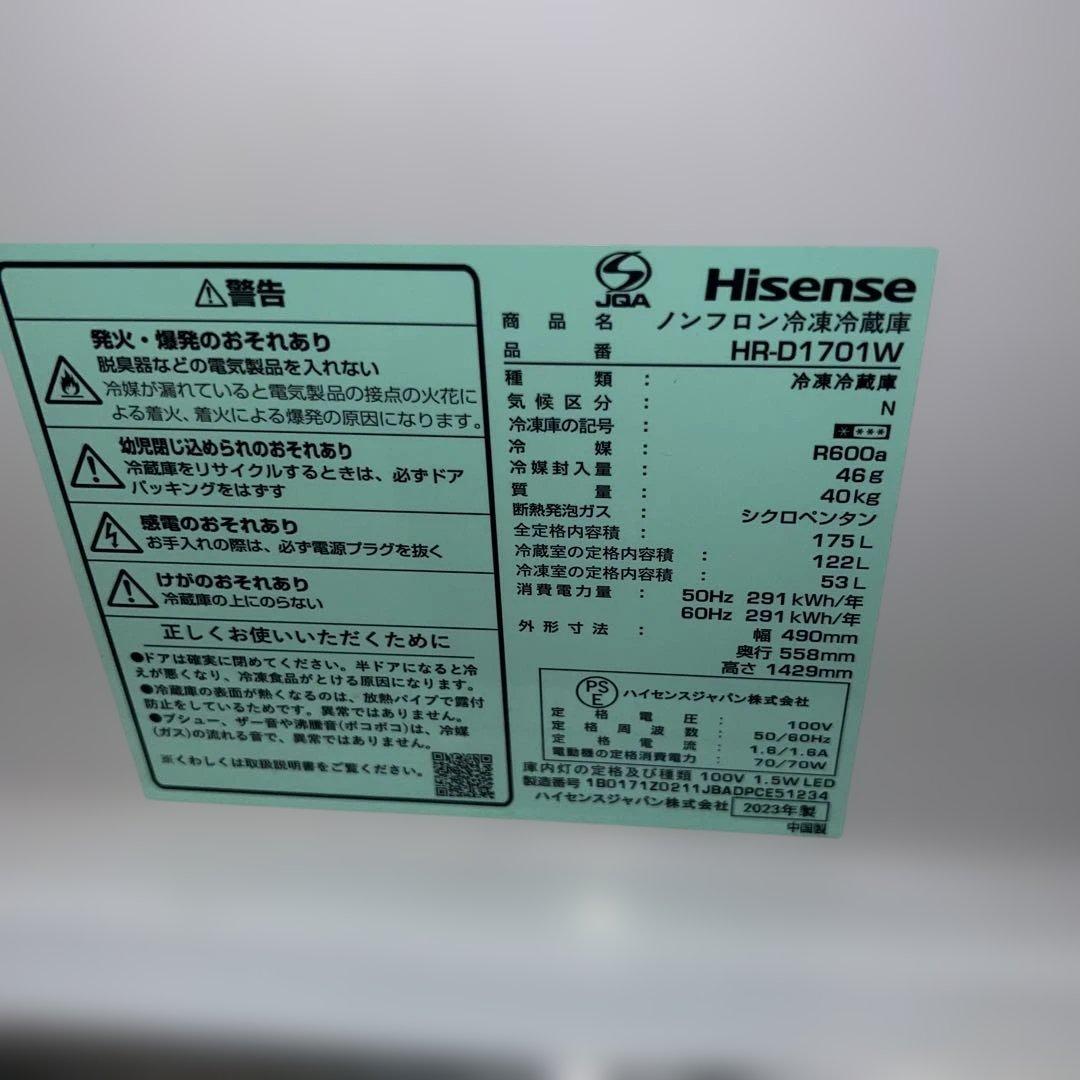 ⚠警告
発火・爆発のおそれあり
脱臭器などの電気製品を入れない
冷媒が漏れていると電気製品の接点の火花に
よる着火、着火による爆発の原因になります。
幼児閉じ込められのおそれあり
冷蔵庫をリサイクルするときは、必ずドア
パッキングをはずす
感電のおそれあり
お手入れの際は、必ず電源プラグを抜く
けがのおそれあり
冷蔵庫の上にのらない
正しくお使いいただくために
●ドアは確実に閉めてください。半ドアになると冷
えが悪くなり、冷凍食品がとける原因になります。
●冷蔵庫の表面が熱くなるのは、放熱パイプで露付
防止をしているためです。異常ではありません。
●プシュー、ザー音や沸騰音(ボコボコ)は、冷媒
(ガス)の流れる音で、異常ではありません。
※くわしくは取扱説明書をご覧ください。
JQA
Hisense
商品名 ノンフロン冷凍冷蔵庫
品番 HR-D1701W
種類 : 冷凍冷蔵庫
気候区分 : N
冷凍庫の記号 : ****
冷媒 : R600a
冷媒封入量 : 46g
質量 : 40kg
断熱発泡ガス : シクロペンタン
全定格内容積 : 175L
冷蔵室の定格内容積 : 122L
冷凍室の定格内容積 : 53L
消費電力量 : 50Hz 291kWh/年
60Hz 291kWh/年
外形寸法 : 幅 490mm
奥行 558mm
高さ 1429mm
PSE ハイセンスジャパン株式会社
定格電圧 : 100V
定格周波数 : 50/60Hz
定格電流 : 1.6/1.6A
電動機の定格消費電力 : 70/70W
庫内灯の定格及び種類 100V 1.5W LED
製造番号 1B0171Z0211JBADPCE51234
ハイセンスジャパン株式会社 2023年製
中国製